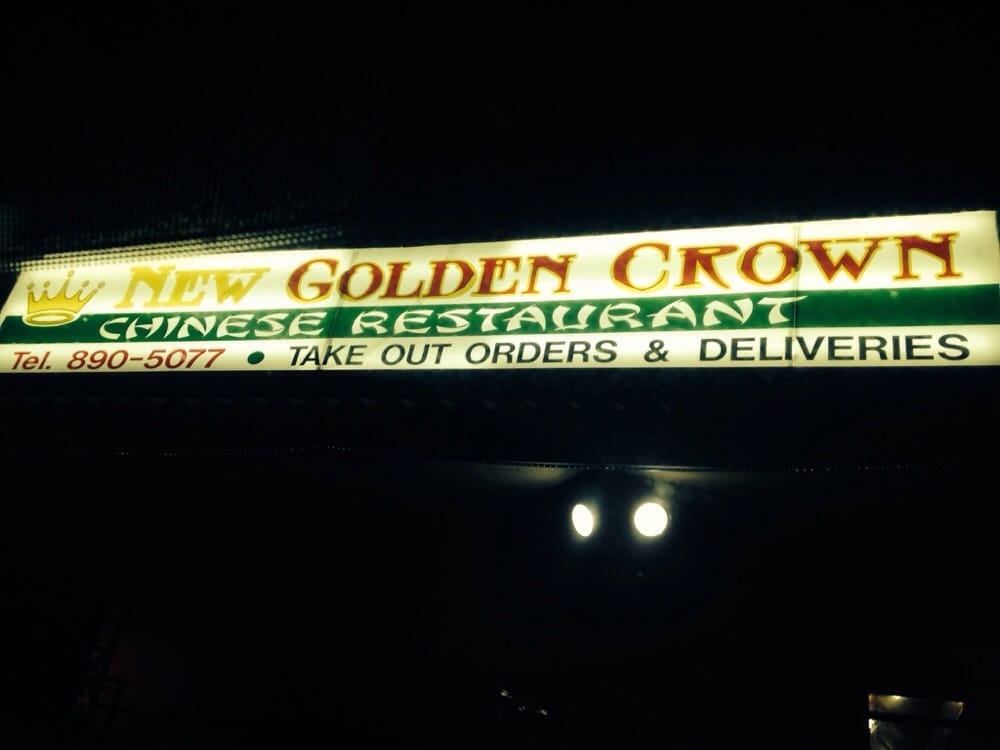 New Golden Crown
CHINESE RESTAURANT
Tel. 890-5077 • TAKE OUT ORDERS & DELIVERIES